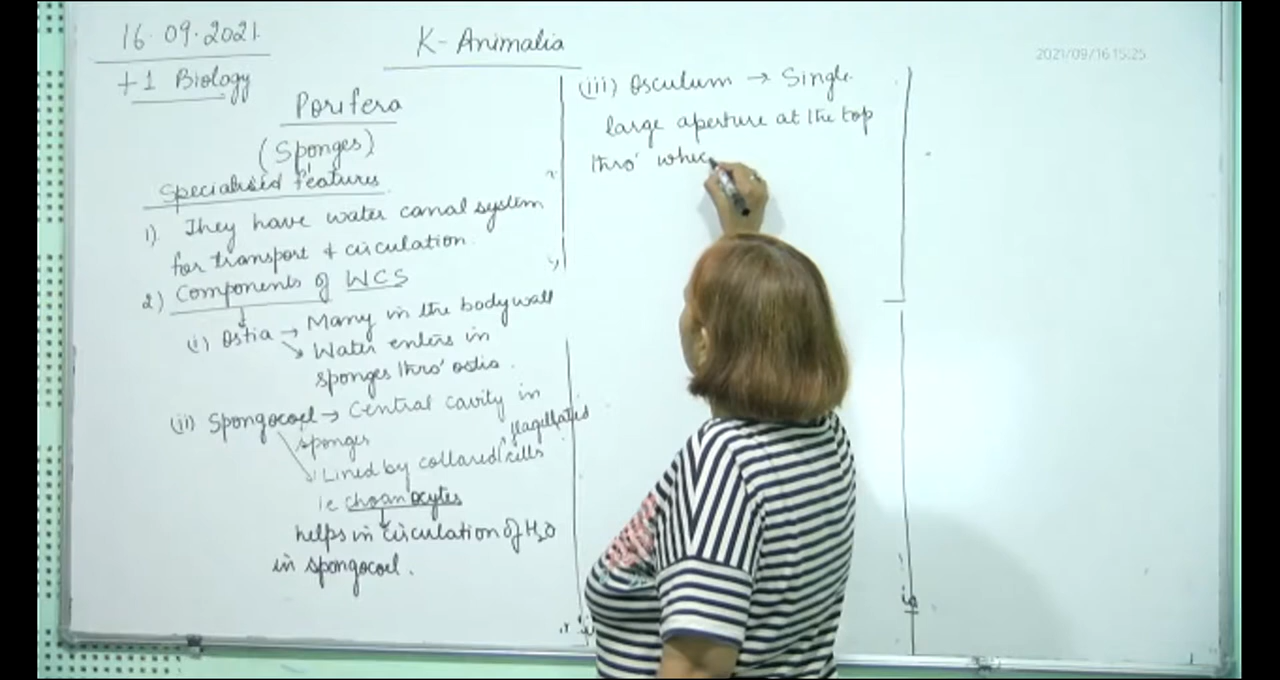 16.09.2021
+1 Biology
K- Animalia
2021/09/16 15:25
Porifera
(Sponges)
Specialised features
1) They have water canal system
for transport & circulation.
2) Components of WCS
(i) Ostia → Many in the bodywall
↘ Water enters in
sponges thro' ostia.
(ii) Spongocoel → Central cavity in
sponges
flagellated
Lined by collared cells
ie choanocytes
helps in circulation of H2O
in spongocoel.
(iii) Osculum → Single
large aperture at the top
thro' whic